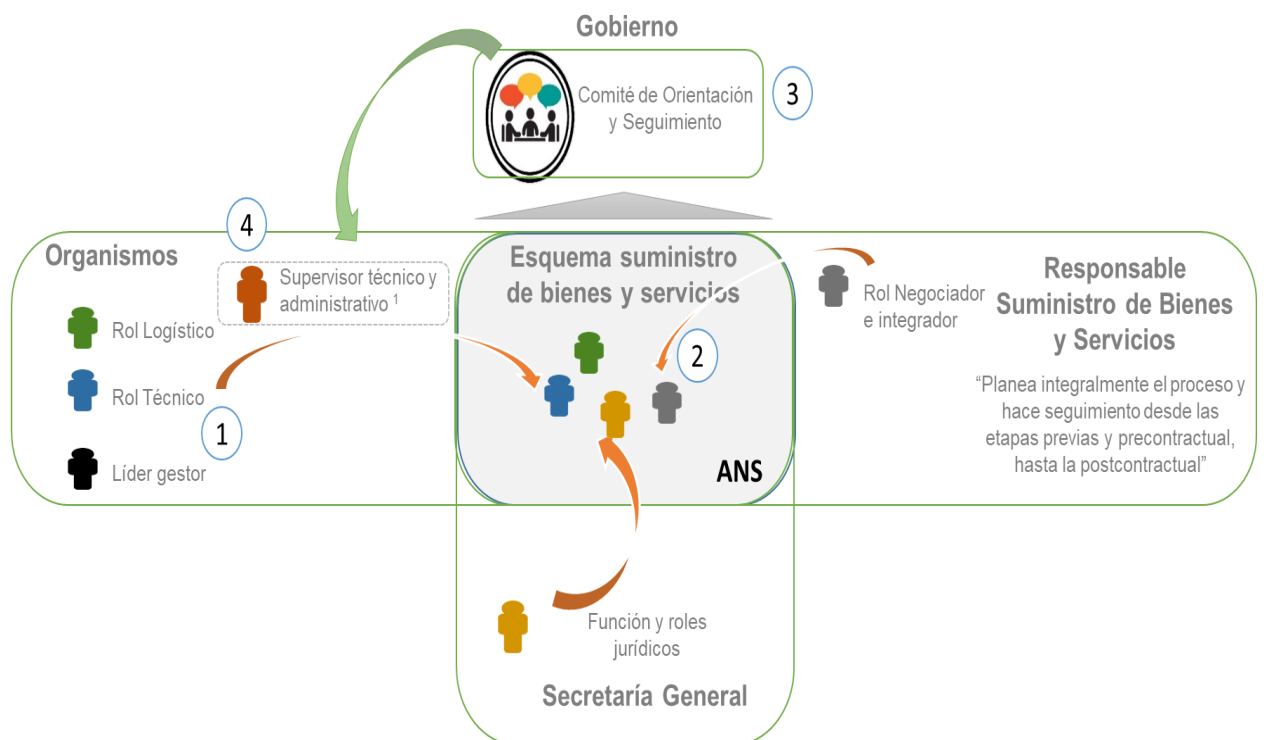 Gobierno
Comité de Orientación
y Seguimiento
3
4
Organismos
Supervisor técnico y
administrativo 1
Rol Logístico
Rol Técnico
1
Líder gestor
Esquema suministro
de bienes y servicios
2
ANS
Rol Negociador
e integrador
Responsable
Suministro de Bienes
y Servicios
“Planea integralmente el proceso y
hace seguimiento desde las
etapas previas y precontractual,
hasta la postcontractual”
Función y roles
jurídicos
Secretaría General